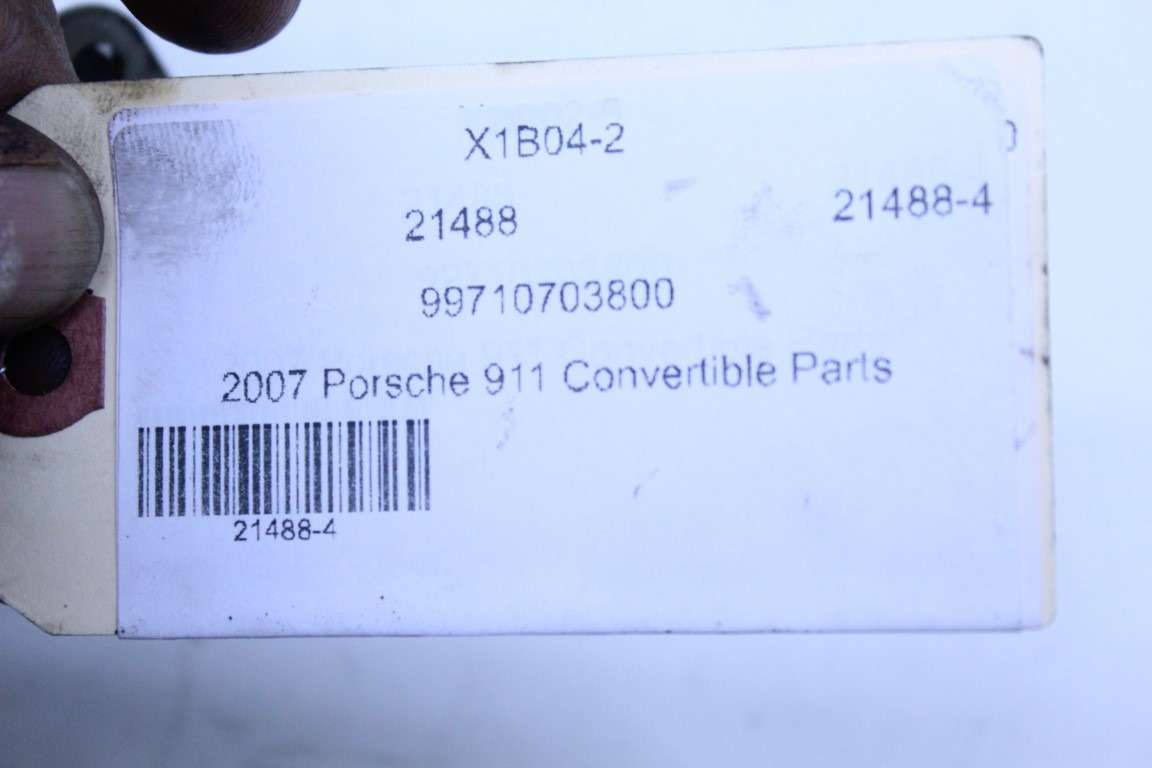 X1B04-2
21488 21488-4
99710703800
2007 Porsche 911 Convertible Parts
21488-4